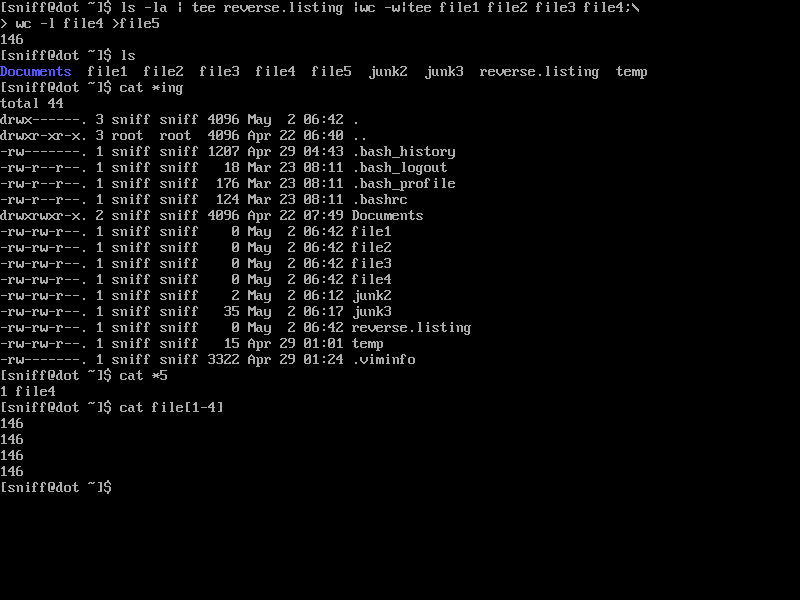 [sniff@dot ~]$ ls -la | tee reverse.listing |wc -w|tee file1 file2 file3 file4;\
> wc -l file4 >file5
146
[sniff@dot ~]$ ls
Documents  file1  file2  file3  file4  file5  junk2  junk3  reverse.listing  temp
[sniff@dot ~]$ cat *ing
total 44
drwx------. 3 sniff sniff 4096 May  2 06:42 .
drwxr-xr-x. 3 root  root  4096 Apr 22 06:40 ..
-rw-------. 1 sniff sniff 1207 Apr 29 04:43 .bash_history
-rw-r--r--. 1 sniff sniff   18 Mar 23 08:11 .bash_logout
-rw-r--r--. 1 sniff sniff  176 Mar 23 08:11 .bash_profile
-rw-r--r--. 1 sniff sniff  124 Mar 23 08:11 .bashrc
drwxrwxr-x. 2 sniff sniff 4096 Apr 22 07:49 Documents
-rw-rw-r--. 1 sniff sniff    0 May  2 06:42 file1
-rw-rw-r--. 1 sniff sniff    0 May  2 06:42 file2
-rw-rw-r--. 1 sniff sniff    0 May  2 06:42 file3
-rw-rw-r--. 1 sniff sniff    0 May  2 06:42 file4
-rw-rw-r--. 1 sniff sniff    2 May  2 06:12 junk2
-rw-rw-r--. 1 sniff sniff   35 May  2 06:17 junk3
-rw-rw-r--. 1 sniff sniff    0 May  2 06:42 reverse.listing
-rw-rw-r--. 1 sniff sniff   15 Apr 29 01:01 temp
-rw-------. 1 sniff sniff 3322 Apr 29 01:24 .viminfo
[sniff@dot ~]$ cat *5
1 file4
[sniff@dot ~]$ cat file[1-4]
146
146
146
146
[sniff@dot ~]$